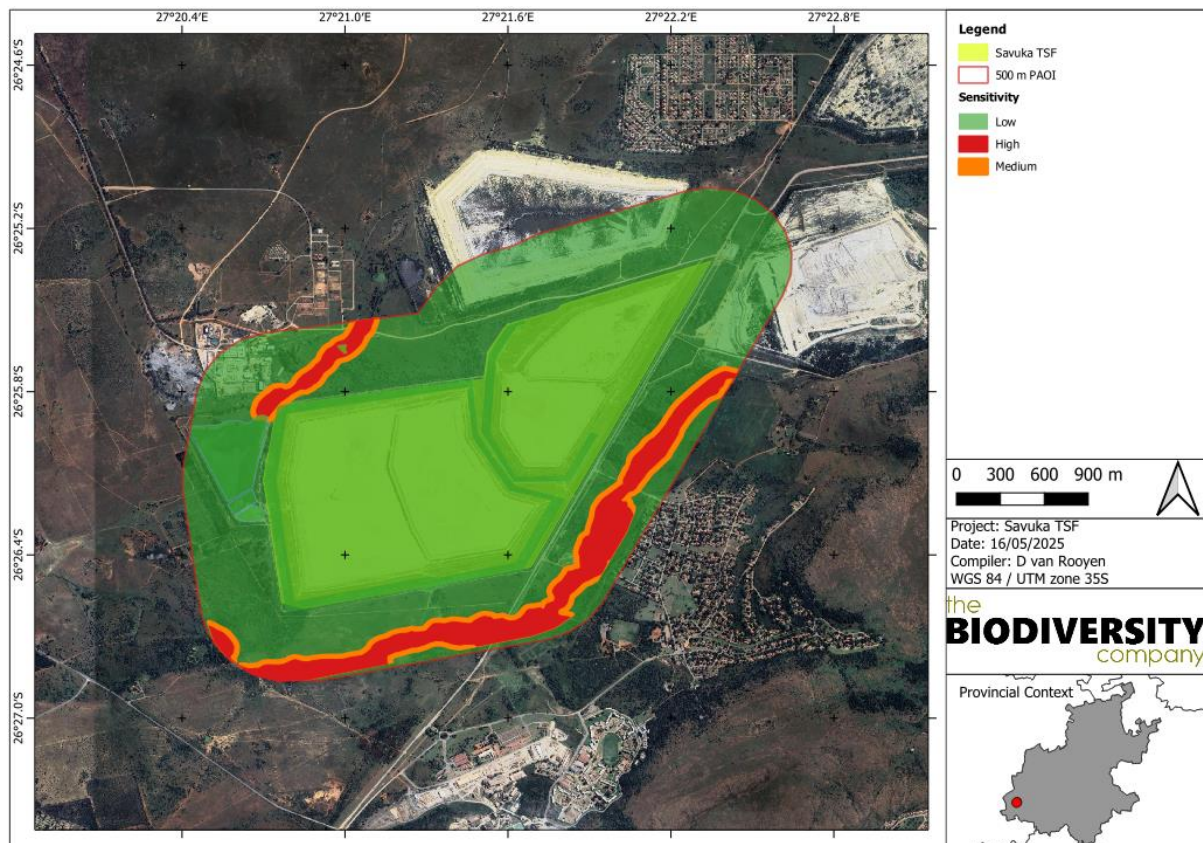 27°20.4'E 27°21.0'E 27°21.6'E 27°22.2'E 27°22.8'E
26°24.6'S
26°25.2'S
26°25.8'S
26°26.4'S
26°27.0'S
Legend
Savuka TSF
500 m PAOI
Sensitivity
Low
High
Medium
0 300 600 900 m
Project: Savuka TSF
Date: 16/05/2025
Compiler: D van Rooyen
WGS 84 / UTM zone 35S
the
BIODIVERSITY
company
Provincial Context